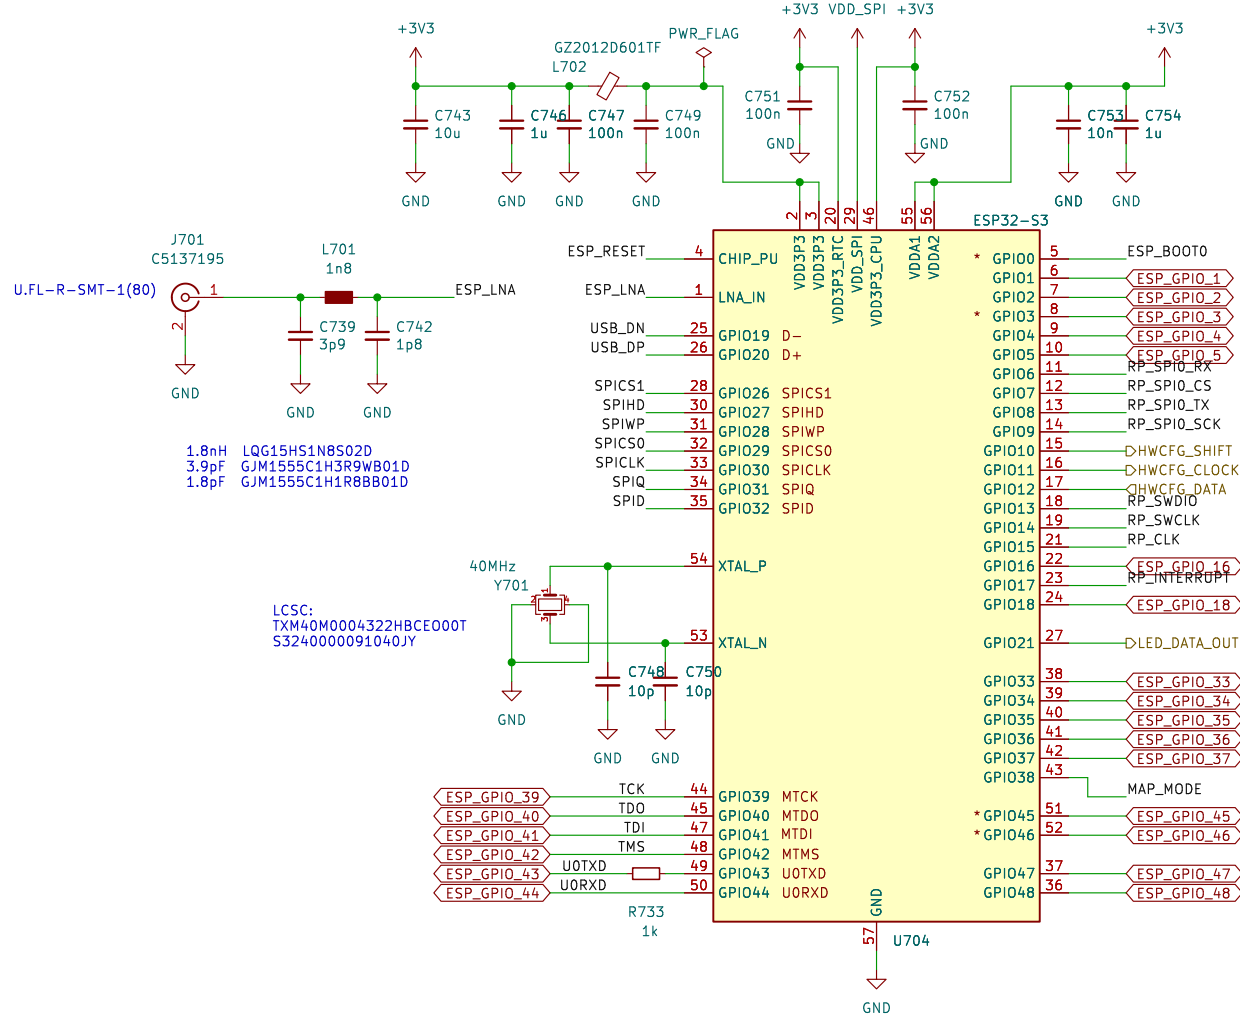 +3V3 VDD_SPI +3V3
+3V3
PWR_FLAG
+3V3
GZ2012D601TF
L702
C743
10u
C746
1u
C747
100n
C749
100n
C751
100n
C752
100n
C753
10n
C754
1u
GND
GND
GND
GND
GND
GND
GND
GND
2
3
20
29
46
55
56
ESP32-S3
VDD3P3
VDD3P3
VDD3P3_RTC
VDD_SPI
VDD3P3_CPU
VDDA1
VDDA2
J701
C5137195
U.FL-R-SMT-1(80)
1
2
GND
L701
1n8
ESP_LNA
C739
3p9
GND
C742
1p8
GND
1.8nH LQG15HS1N8S02D
3.9pF GJM1555C1H3R9WB01D
1.8pF GJM1555C1H1R8BB01D
ESP_RESET 4 CHIP_PU
ESP_LNA 1 LNA_IN
USB_DN 25 GPIO19 D-
USB_DP 26 GPIO20 D+
SPICS1 28 GPIO26 SPICS1
SPIHD 30 GPIO27 SPIHD
SPIWP 31 GPIO28 SPIWP
SPICS0 32 GPIO29 SPICS0
SPICLK 33 GPIO30 SPICLK
SPIQ 34 GPIO31 SPIQ
SPID 35 GPIO32 SPID
54 XTAL_P
53 XTAL_N
40MHz
Y701
1
2
4
3
LCSC:
TXM40M0004322HBCEO00T
S3240000091040JY
GND
C748
10p
GND
C750
10p
GND
ESP_GPIO_39 TCK 44 GPIO39 MTCK
ESP_GPIO_40 TDO 45 GPIO40 MTDO
ESP_GPIO_41 TDI 47 GPIO41 MTDI
ESP_GPIO_42 TMS 48 GPIO42 MTMS
ESP_GPIO_43 U0TXD 49 GPIO43 U0TXD
ESP_GPIO_44 U0RXD 50 GPIO44 U0RXD
R733
1k
* GPIO0 5 ESP_BOOT0
GPIO1 6 ESP_GPIO_1
GPIO2 7 ESP_GPIO_2
* GPIO3 8 ESP_GPIO_3
GPIO4 9 ESP_GPIO_4
GPIO5 10 ESP_GPIO_5
GPIO6 11 RP_SPI0_RX
GPIO7 12 RP_SPI0_CS
GPIO8 13 RP_SPI0_TX
GPIO9 14 RP_SPI0_SCK
GPIO10 15 HWCFG_SHIFT
GPIO11 16 HWCFG_CLOCK
GPIO12 17 HWCFG_DATA
GPIO13 18 RP_SWDIO
GPIO14 19 RP_SWCLK
GPIO15 21 RP_CLK
GPIO16 22 ESP_GPIO_16
GPIO17 23 RP_INTERRUPT
GPIO18 24 ESP_GPIO_18
GPIO21 27 LED_DATA_OUT
GPIO33 38 ESP_GPIO_33
GPIO34 39 ESP_GPIO_34
GPIO35 40 ESP_GPIO_35
GPIO36 41 ESP_GPIO_36
GPIO37 42 ESP_GPIO_37
GPIO38 43 MAP_MODE
* GPIO45 51 ESP_GPIO_45
* GPIO46 52 ESP_GPIO_46
GPIO47 37 ESP_GPIO_47
GPIO48 36 ESP_GPIO_48
GND
57
U704
GND